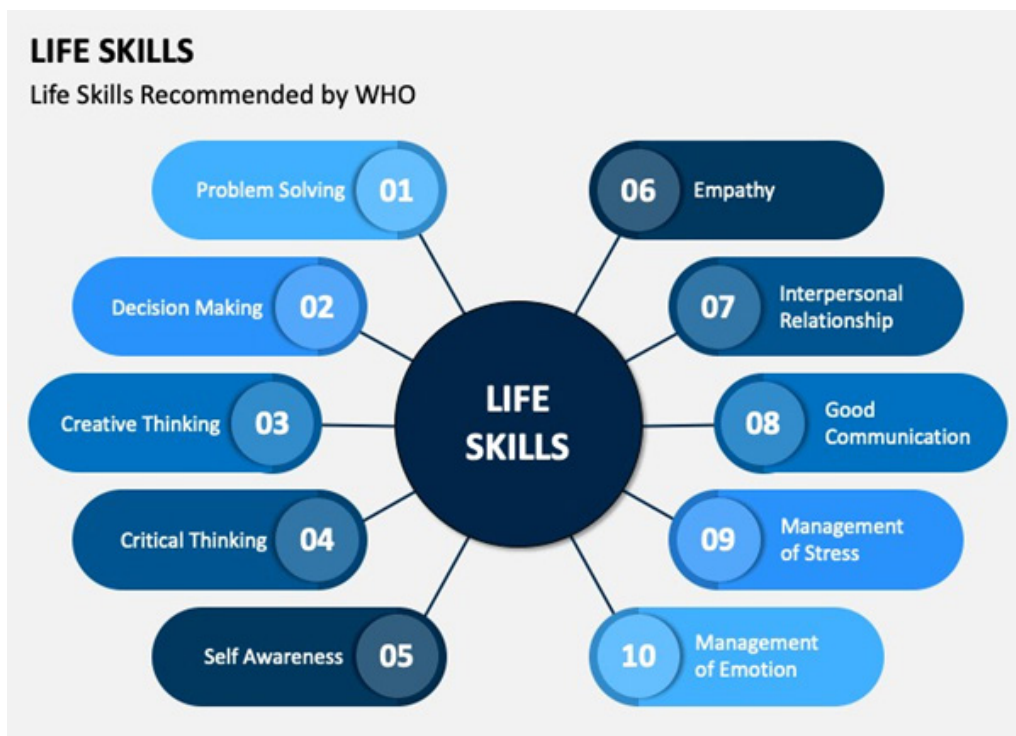 LIFE SKILLS
Life Skills Recommended by WHO
Problem Solving 01
Decision Making 02
Creative Thinking 03
Critical Thinking 04
Self Awareness 05
LIFE
SKILLS
06 Empathy
07 Interpersonal
Relationship
08 Good
Communication
09 Management
of Stress
10 Management
of Emotion